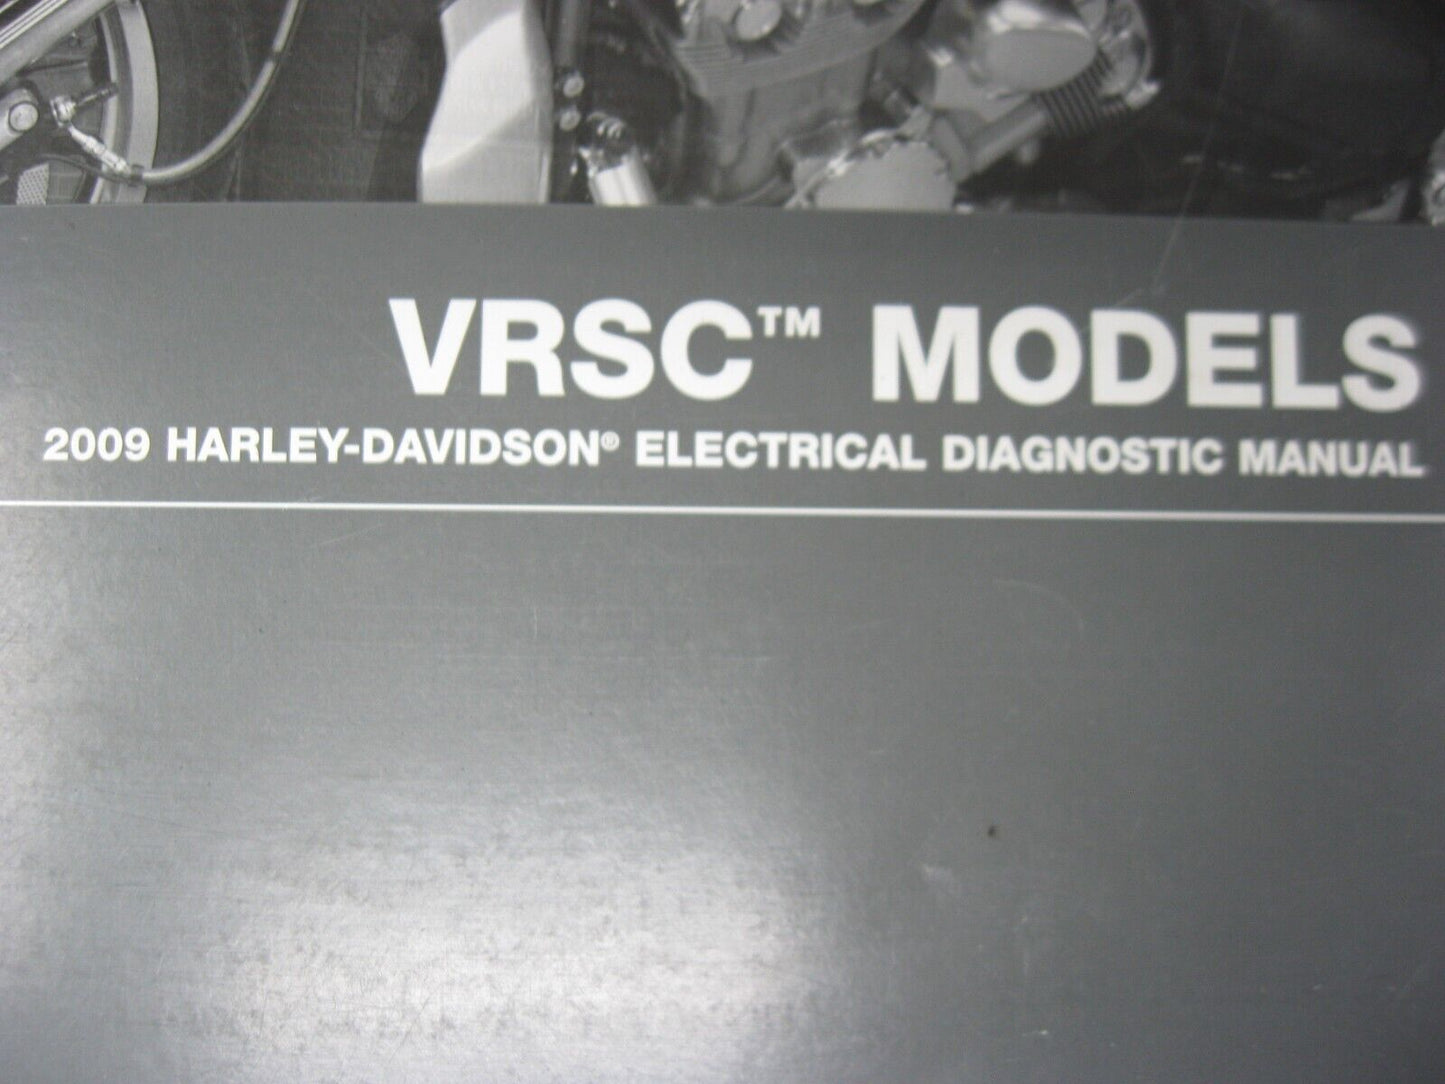 VRSC™ MODELS
2009 HARLEY-DAVIDSON® ELECTRICAL DIAGNOSTIC MANUAL